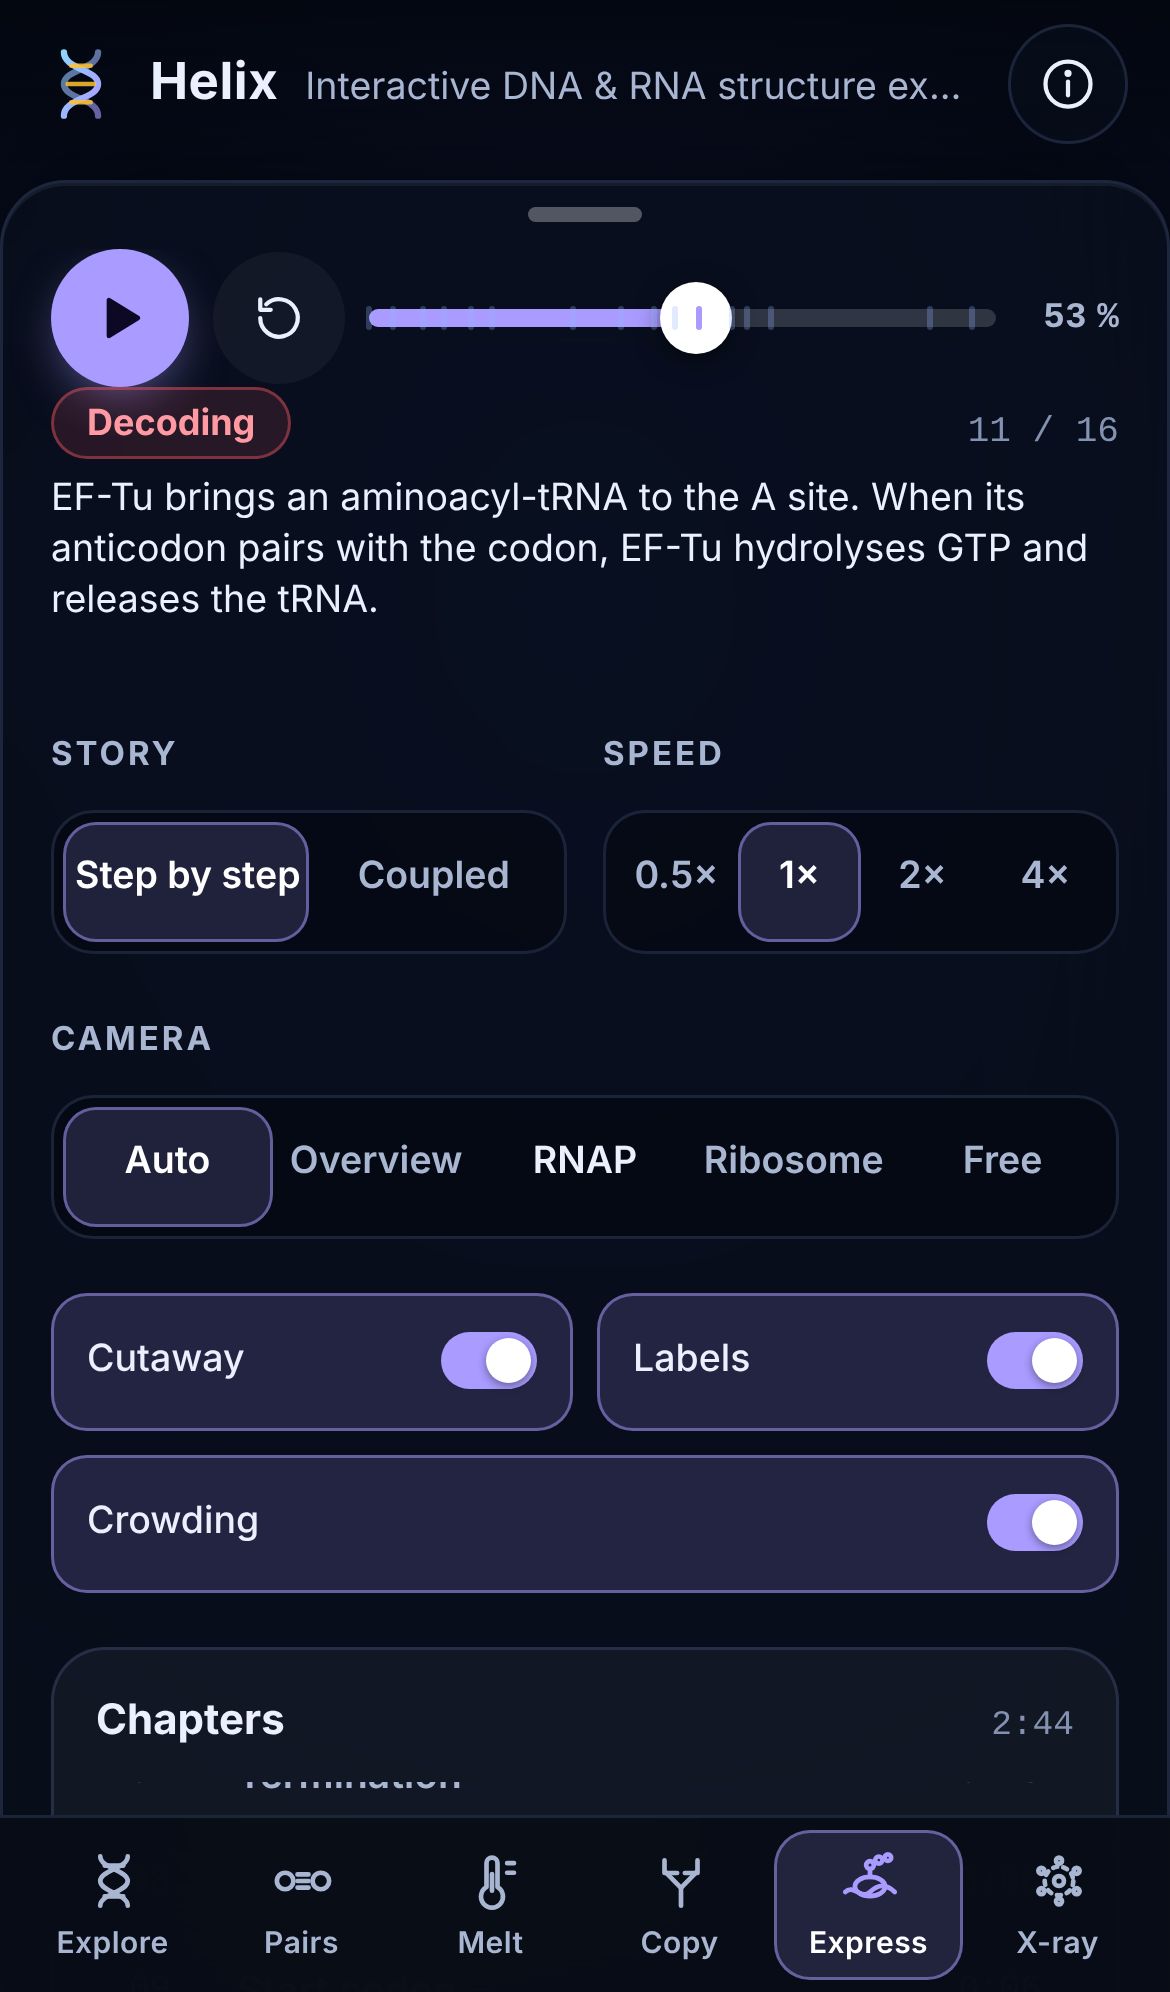 Helix Interactive DNA & RNA structure ex...
53 %
Decoding
11 / 16
EF-Tu brings an aminoacyl-tRNA to the A site. When its
anticodon pairs with the codon, EF-Tu hydrolyses GTP and
releases the tRNA.
STORY
SPEED
Step by step Coupled
0.5× 1× 2× 4×
CAMERA
Auto Overview RNAP Ribosome Free
Cutaway
Labels
Crowding
Chapters 2:44
Termination
Explore Pairs Melt Copy Express X-ray